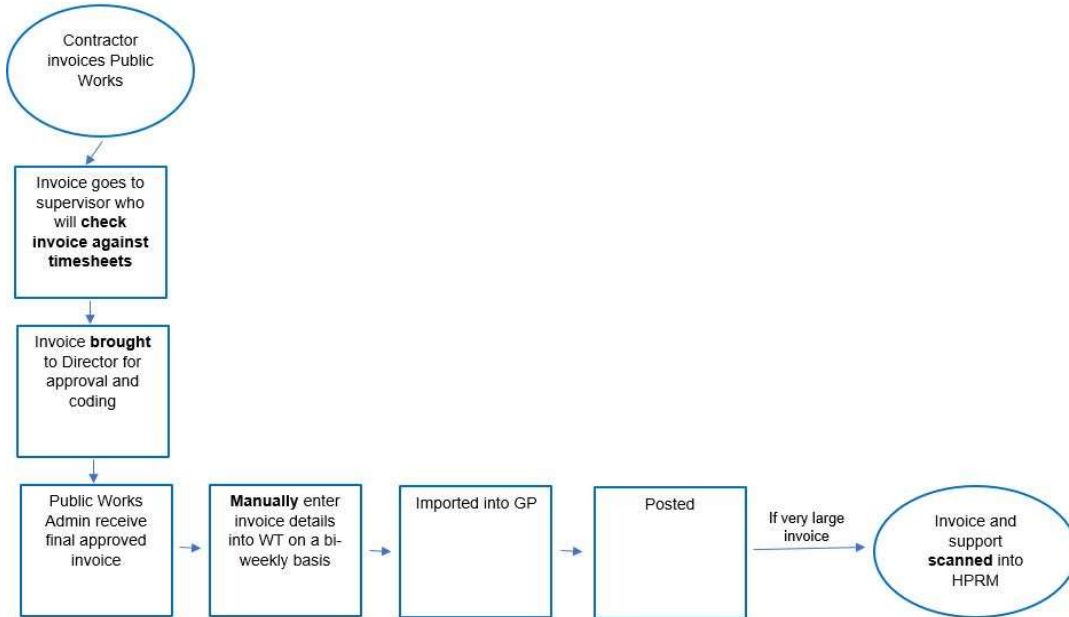 Contractor
invoices Public
Works
Invoice goes to
supervisor who
will check
invoice against
timesheets
Invoice brought
to Director for
approval and
coding
Public Works
Admin receive
final approved
invoice
Manually enter
invoice details
into WT on a bi-
weekly basis
Imported into GP
Posted
If very large
invoice
Invoice and
support
scanned into
HPRM